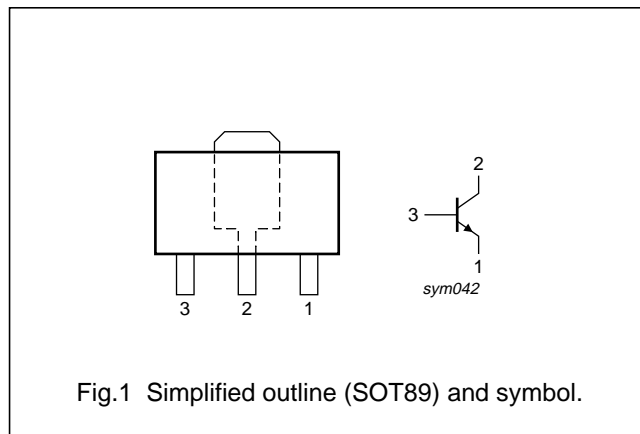 2
3
1
sym042
3 2 1
Fig.1 Simplified outline (SOT89) and symbol.